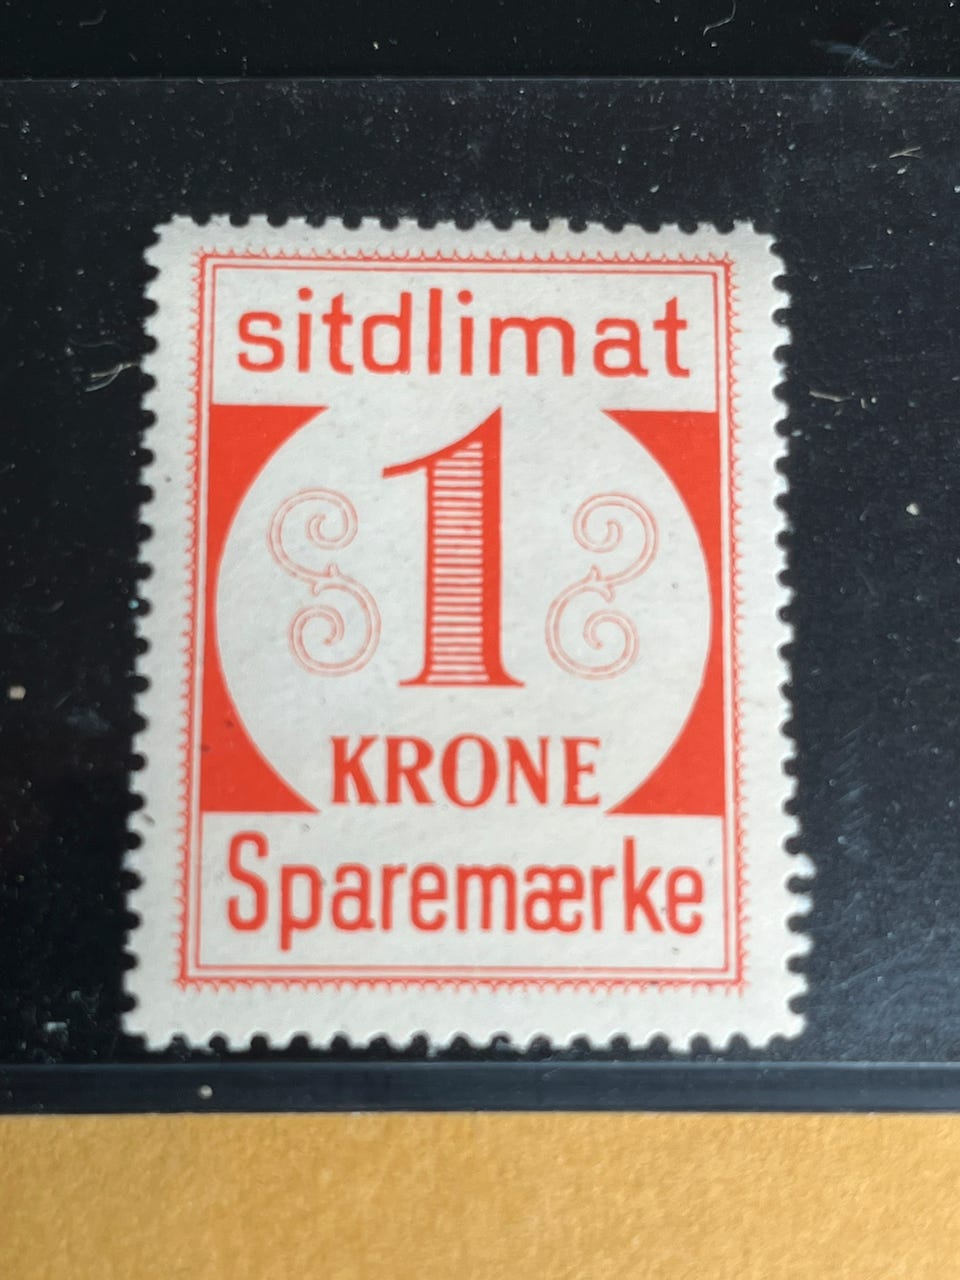 sitdlimat
1
KRONE
Sparemærke